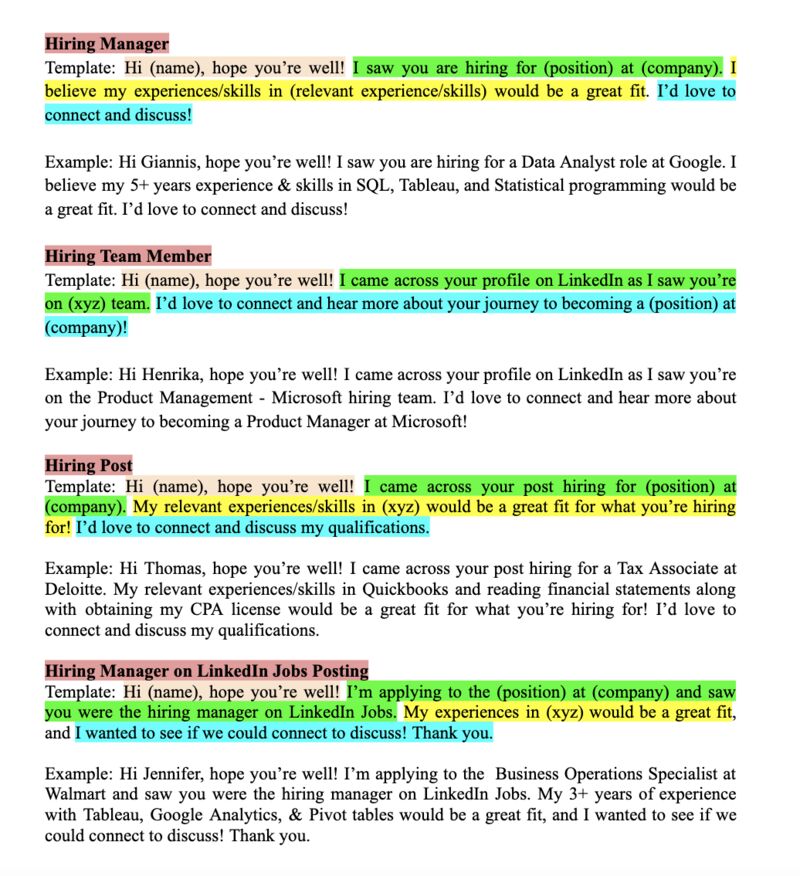 Hiring Manager
Template: Hi (name), hope you’re well! I saw you are hiring for (position) at (company). I
believe my experiences/skills in (relevant experience/skills) would be a great fit. I’d love to
connect and discuss!
Example: Hi Giannis, hope you’re well! I saw you are hiring for a Data Analyst role at Google. I
believe my 5+ years experience & skills in SQL, Tableau, and Statistical programming would be
a great fit. I’d love to connect and discuss!
Hiring Team Member
Template: Hi (name), hope you’re well! I came across your profile on LinkedIn as I saw you’re
on (xyz) team. I’d love to connect and hear more about your journey to becoming a (position) at
(company)!
Example: Hi Henrika, hope you’re well! I came across your profile on LinkedIn as I saw you’re
on the Product Management - Microsoft hiring team. I’d love to connect and hear more about
your journey to becoming a Product Manager at Microsoft!
Hiring Post
Template: Hi (name), hope you’re well! I came across your post hiring for (position) at
(company). My relevant experiences/skills in (xyz) would be a great fit for what you’re hiring
for! I’d love to connect and discuss my qualifications.
Example: Hi Thomas, hope you’re well! I came across your post hiring for a Tax Associate at
Deloitte. My relevant experiences/skills in Quickbooks and reading financial statements along
with obtaining my CPA license would be a great fit for what you’re hiring for! I’d love to
connect and discuss my qualifications.
Hiring Manager on LinkedIn Jobs Posting
Template: Hi (name), hope you’re well! I’m applying to the (position) at (company) and saw
you were the hiring manager on LinkedIn Jobs. My experiences in (xyz) would be a great fit,
and I wanted to see if we could connect to discuss! Thank you.
Example: Hi Jennifer, hope you’re well! I’m applying to the Business Operations Specialist at
Walmart and saw you were the hiring manager on LinkedIn Jobs. My 3+ years of experience
with Tableau, Google Analytics, & Pivot tables would be a great fit, and I wanted to see if we
could connect to discuss! Thank you.